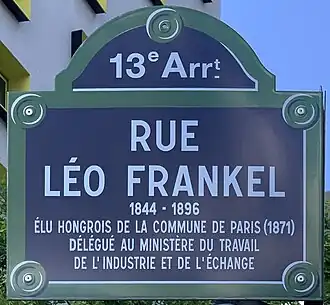 13e Arrt
RUE
LÉO FRANKEL
1844 - 1896
ÉLU HONGROIS DE LA COMMUNE DE PARIS (1871)
DÉLÉGUÉ AU MINISTÈRE DU TRAVAIL
DE L'INDUSTRIE ET DE L'ÉCHANGE